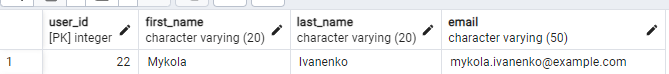 user_id first_name last_name email
[PK] integer character varying (20) character varying (20) character varying (50)
1 22 Mykola Ivanenko mykola.ivanenko@example.com